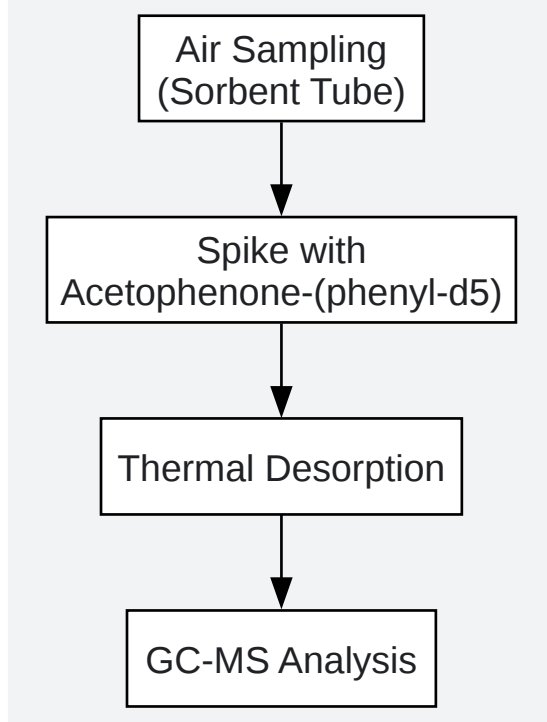 Air Sampling
(Sorbent Tube)
Spike with
Acetophenone-(phenyl-d5)
Thermal Desorption
GC-MS Analysis